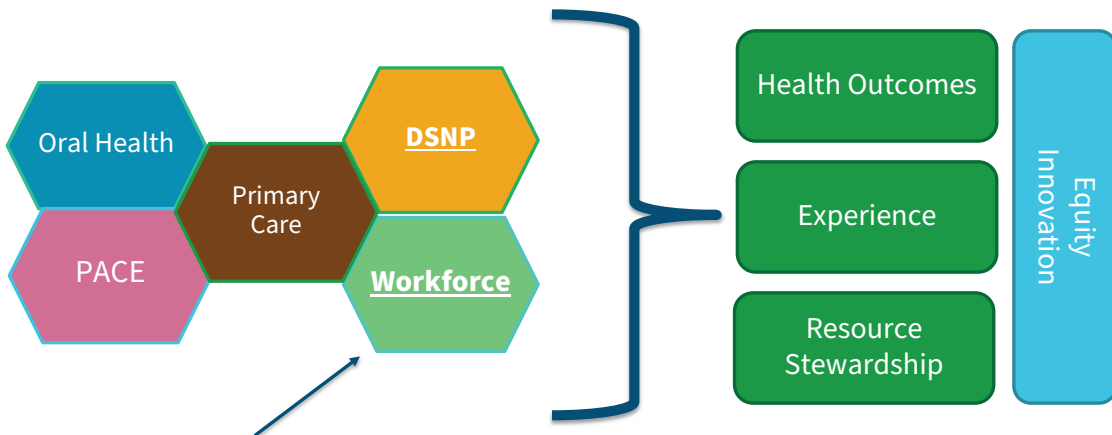 Oral Health
PACE
Primary
Care
DSNP
Workforce
Health Outcomes
Experience
Resource
Stewardship
Equity
Innovation